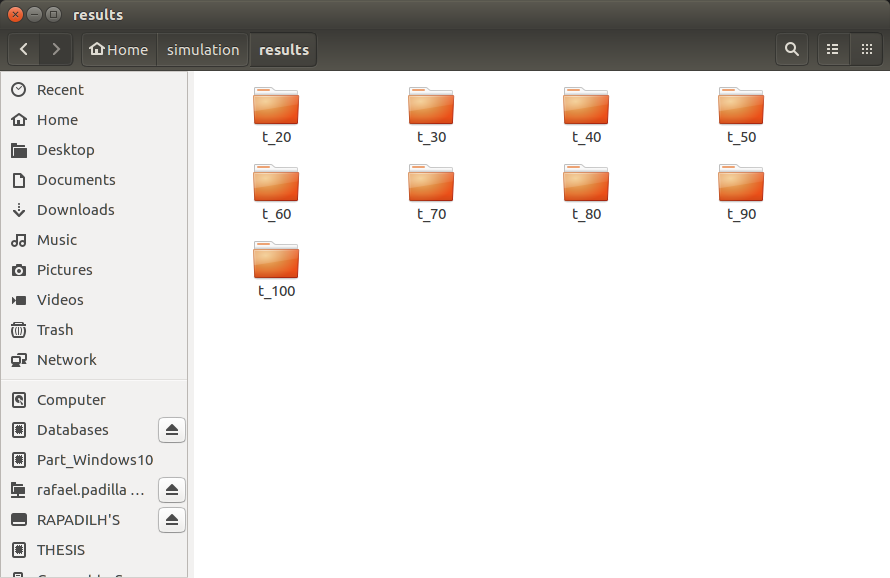 results
Home simulation results
Recent
Home
Desktop
Documents
Downloads
Music
Pictures
Videos
Trash
Network
Computer
Databases
Part_Windows10
rafael.padilla ...
RAPADILH'S
THESIS
t_20 t_30 t_40 t_50
t_60 t_70 t_80 t_90
t_100